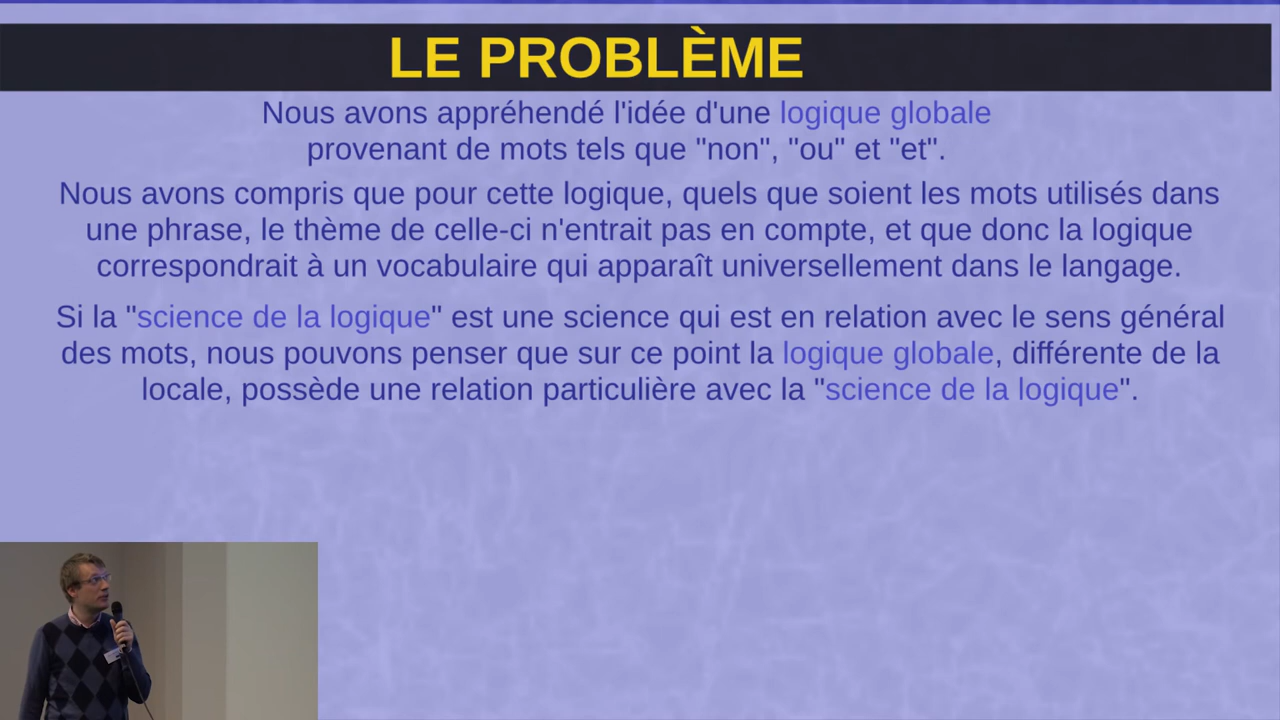 LE PROBLÈME
Nous avons appréhendé l'idée d'une logique globale
provenant de mots tels que "non", "ou" et "et".
Nous avons compris que pour cette logique, quels que soient les mots utilisés dans
une phrase, le thème de celle-ci n'entrait pas en compte, et que donc la logique
correspondrait à un vocabulaire qui apparaît universellement dans le langage.
Si la "science de la logique" est une science qui est en relation avec le sens général
des mots, nous pouvons penser que sur ce point la logique globale, différente de la
locale, possède une relation particulière avec la "science de la logique".